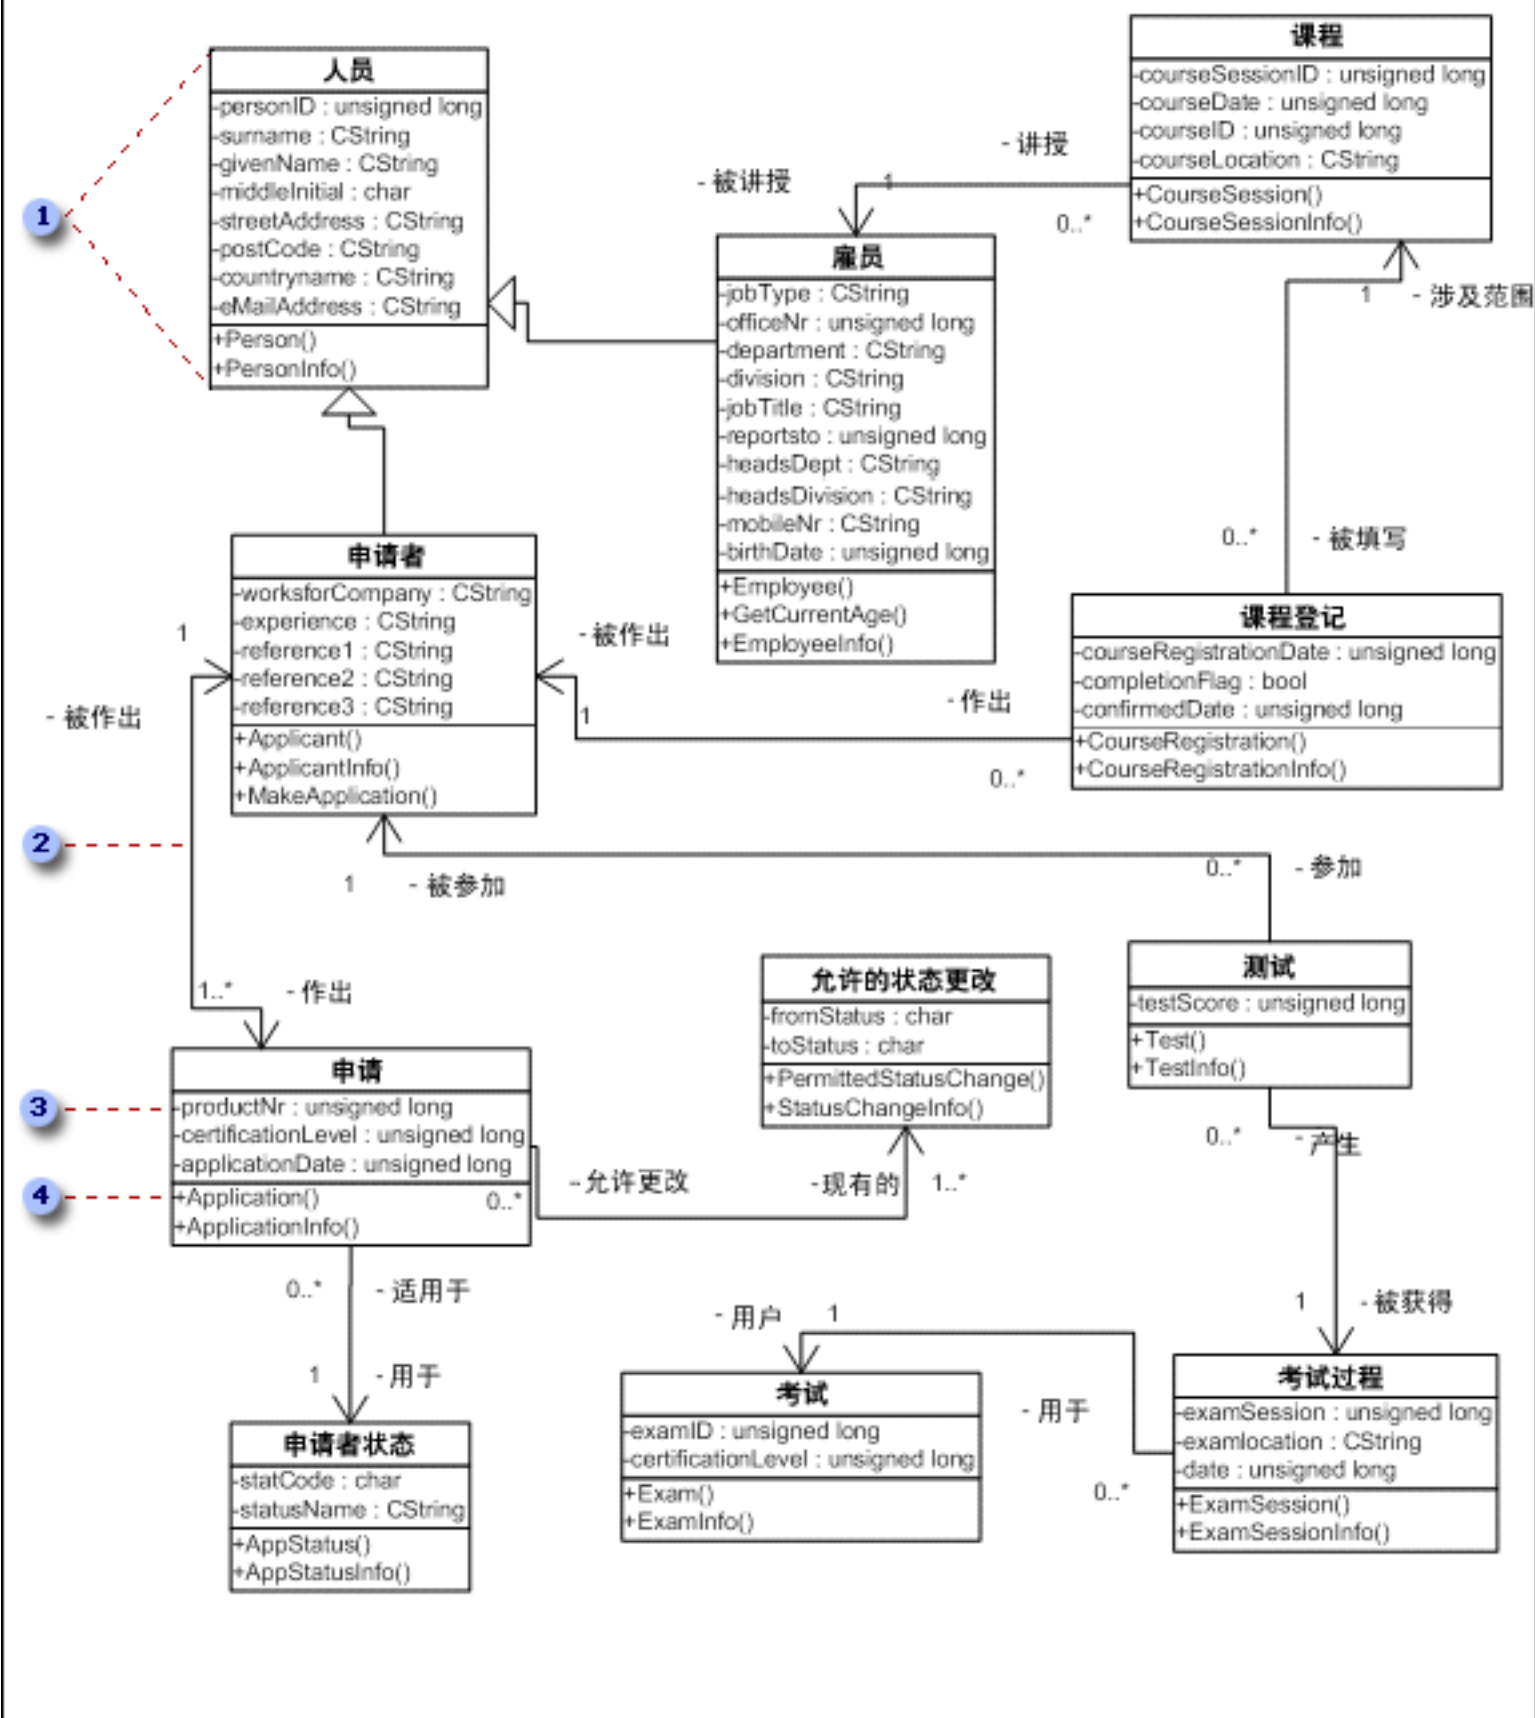 人员
-personID : unsigned long
-surname : CString
-givenName : CString
-middleInitial : char
-streetAddress : CString
-postCode : CString
-countryname : CString
-eMailAddress : CString
+Person()
+PersonInfo()
1
课程
-courseSessionID : unsigned long
-courseDate : unsigned long
-courseID : unsigned long
-courseLocation : CString
+CourseSession()
+CourseSessionInfo()
- 讲授
- 被讲授
1
0..*
雇员
-jobType : CString
-officeNr : unsigned long
-department : CString
-division : CString
-jobTitle : CString
-reportsto : unsigned long
-headsDept : CString
-headsDivision : CString
-mobileNr : CString
-birthDate : unsigned long
+Employee()
+GetCurrentAge()
+EmployeeInfo()
1
- 涉及范围
0..*
- 被填写
申请者
-worksforCompany : CString
-experience : CString
-reference1 : CString
-reference2 : CString
-reference3 : CString
+Applicant()
+ApplicantInfo()
+MakeApplication()
1
- 被作出
- 被作出
1
- 作出
0..*
课程登记
-courseRegistrationDate : unsigned long
-completionFlag : bool
-confirmedDate : unsigned long
+CourseRegistration()
+CourseRegistrationInfo()
2
1
- 被参加
0..*
- 参加
1..*
- 作出
允许的状态更改
-fromStatus : char
-toStatus : char
+PermittedStatusChange()
+StatusChangeInfo()
测试
-testScore : unsigned long
+Test()
+TestInfo()
申请
-productNr : unsigned long
-certificationLevel : unsigned long
-applicationDate : unsigned long
+Application()
+ApplicationInfo()
3
4
0..*
-允许更改
-现有的
1..*
0..*
- 产生
0..*
- 适用于
1
- 用于
1
- 被获得
- 用户
1
- 用于
0..*
申请者状态
-statCode : char
-statusName : CString
+AppStatus()
+AppStatusInfo()
考试
-examID : unsigned long
-certificationLevel : unsigned long
+Exam()
+ExamInfo()
考试过程
-examSession : unsigned long
-examlocation : CString
-date : unsigned long
+ExamSession()
+ExamSessionInfo()